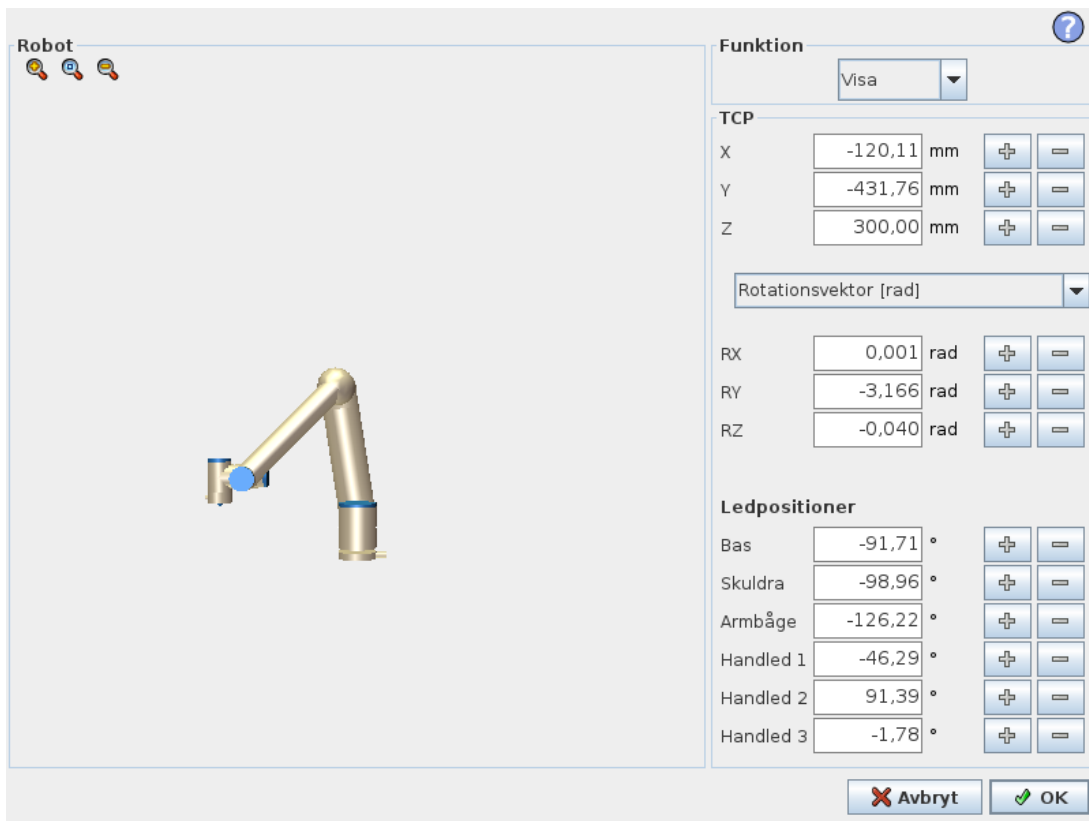 Robot
Funktion
?
Visa
TCP
X -120,11 mm
Y -431,76 mm
Z 300,00 mm
Rotationsvektor [rad]
RX 0,001 rad
RY -3,166 rad
RZ -0,040 rad
Ledpositioner
Bas -91,71 °
Skuldra -98,96 °
Armbåge -126,22 °
Handled 1 -46,29 °
Handled 2 91,39 °
Handled 3 -1,78 °
Avbryt OK